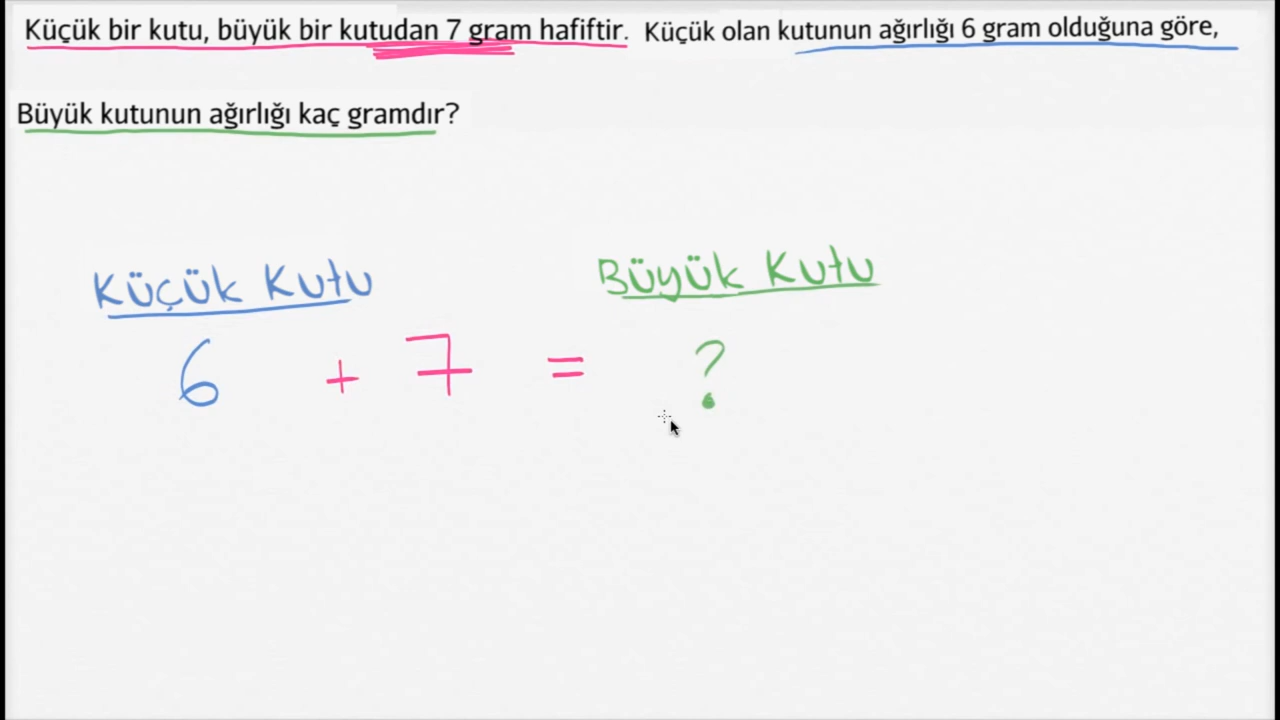 Küçük bir kutu, büyük bir kutudan 7 gram hafiftir. Küçük olan kutunun ağırlığı 6 gram olduğuna göre,
Büyük kutunun ağırlığı kaç gramdır?
Küçük Kutu Büyük Kutu
6 + 7 = ?